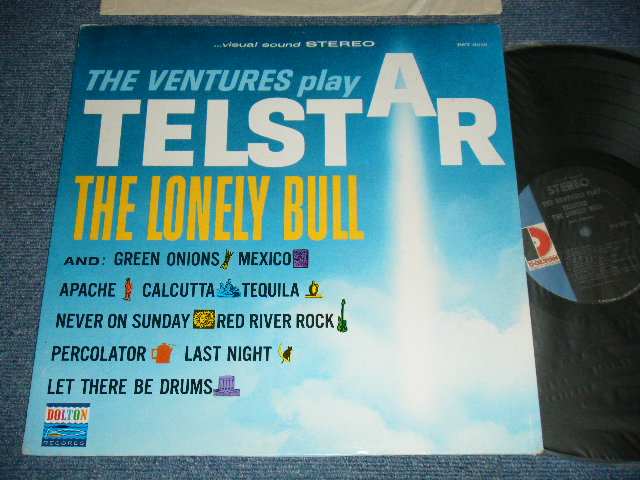 ...visual sound STEREO
BST-8019
THE VENTURES play
TELSTAR
THE LONELY BULL
AND: GREEN ONIONS MEXICO
APACHE CALCUTTA TEQUILA
NEVER ON SUNDAY RED RIVER ROCK
PERCOLATOR LAST NIGHT
LET THERE BE DRUMS
DOLTON
RECORDS
STEREO
THE VENTURES PLAY
TELSTAR
THE LONELY BULL
DOLTON